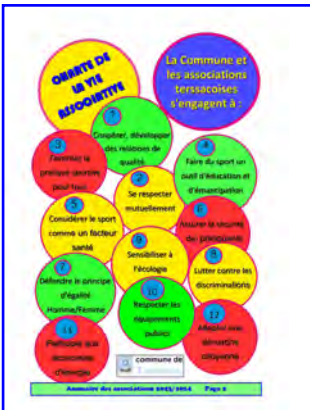 CHARTE DE
LA VIE
ASSOCIATIVE
La Commune et
les associations
terssacoises
s'engagent à :
1
Coopérer, développer
des relations de
qualité
3
Favoriser la
pratique sportive
pour tous
4
Faire du sport un
outil d'éducation et
d'émancipation
2
Se respecter
mutuellement
5
Considérer le sport
comme un facteur
santé
6
Assurer la sécurité
des pratiquants
9
Sensibiliser à
l'écologie
8
Lutter contre les
discriminations
7
Défendre le principe
d'égalité
Homme/Femme
10
Respecter les
équipements
publics
12
Affirmer une
démarche
citoyenne
11
aux
économies
d'énergies
commune de
Annuaire des associations 2023/2024 Page 2